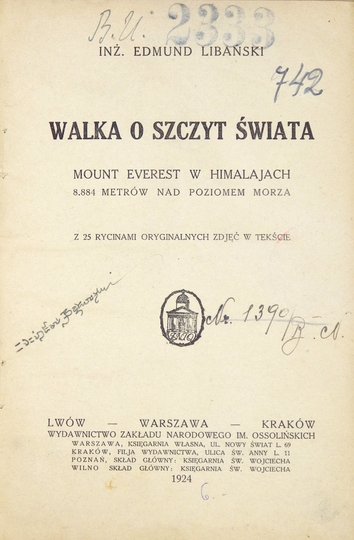 B. U. 2333
INŻ. EDMUND LIBAŃSKI
742
WALKA O SZCZYT ŚWIATA
MOUNT EVEREST W HIMALAJACH
8.884 METRÓW NAD POZIOMEM MORZA
Z 25 RYCINAMI ORYGINALNYCH ZDJĘĆ W TEKŚCIE
Nr. 1390
LWÓW — WARSZAWA — KRAKÓW
WYDAWNICTWO ZAKŁADU NARODOWEGO IM. OSSOLIŃSKICH
WARSZAWA, KSIĘGARNIA WŁASNA, UL. NOWY ŚWIAT L. 69
KRAKÓW, FILJA WYDAWNICTWA, ULICA ŚW. ANNY L. 11
POZNAŃ, SKŁAD GŁÓWNY: KSIĘGARNIA ŚW. WOJCIECHA
WILNO SKŁAD GŁÓWNY: KSIĘGARNIA ŚW. WOJCIECHA
1924
6.-